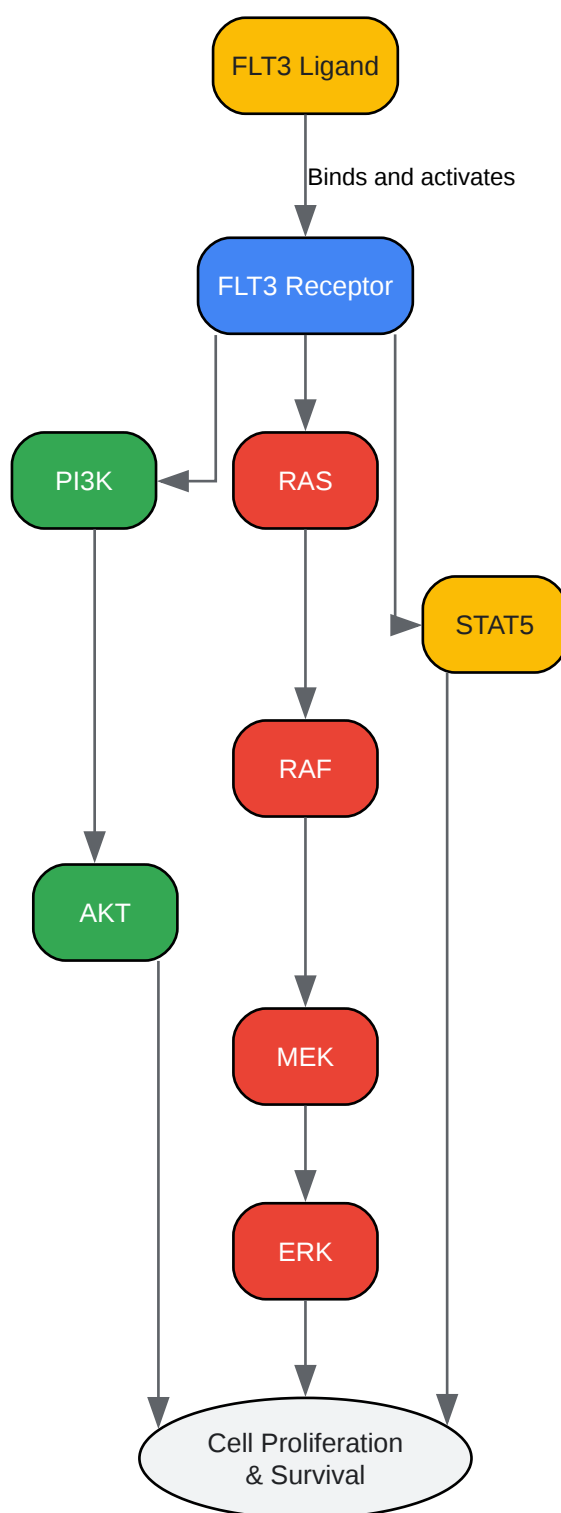 FLT3 Ligand
Binds and activates
FLT3 Receptor
PI3K
RAS
STAT5
RAF
AKT
MEK
ERK
Cell Proliferation
& Survival